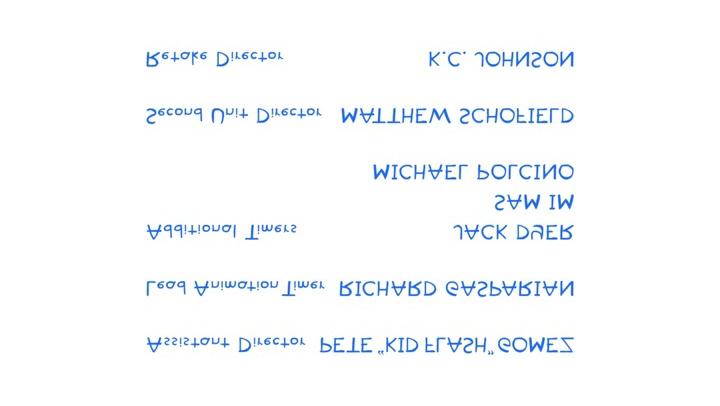 Assistant Director PETE "KID FLASH" GOMEZ
Lead Animation Timer RICHARD GASPARIAN
Additional Timers JACK DYER
SAM IM
MICHAEL POLCINO
Second Unit Director MATTHEW SCHOFIELD
Retake Director K.C. JOHNSON